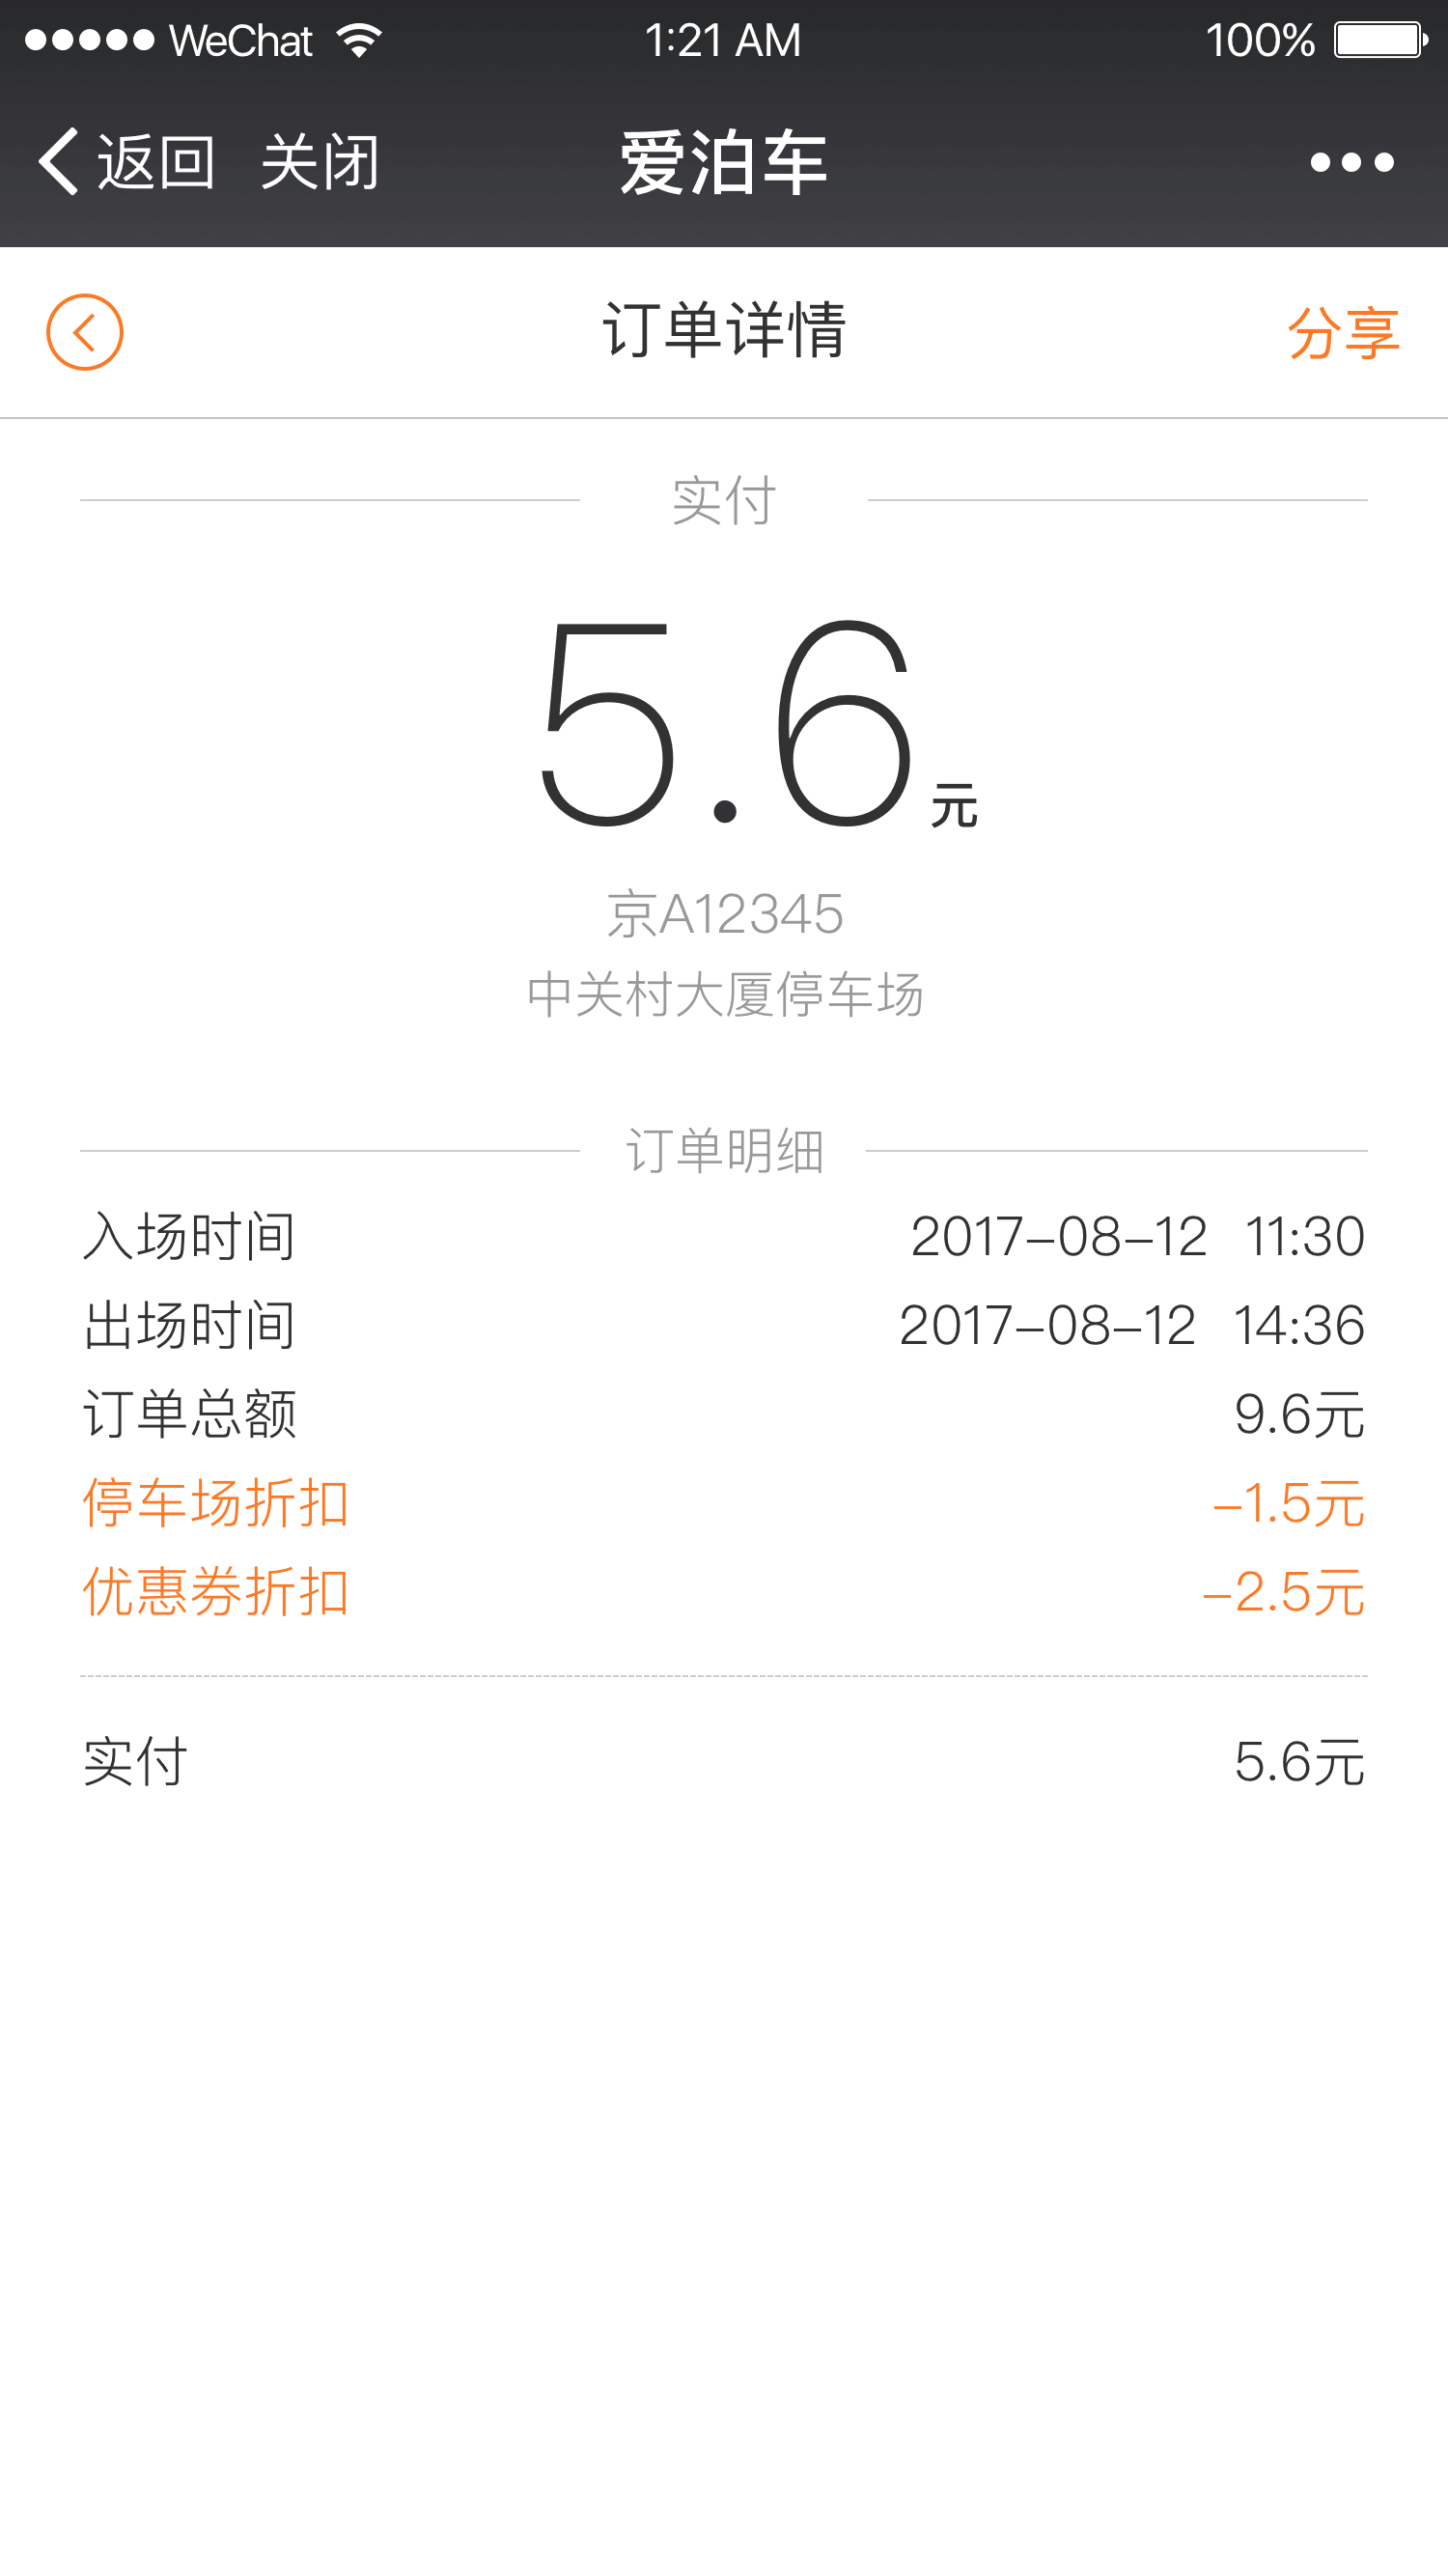 WeChat 1:21 AM 100%
返回 关闭 爱泊车
订单详情 分享
实付
5.6元
京A12345
中关村大厦停车场
订单明细
入场时间 2017-08-12 11:30
出场时间 2017-08-12 14:36
订单总额 9.6元
停车场折扣 -1.5元
优惠券折扣 -2.5元
实付 5.6元